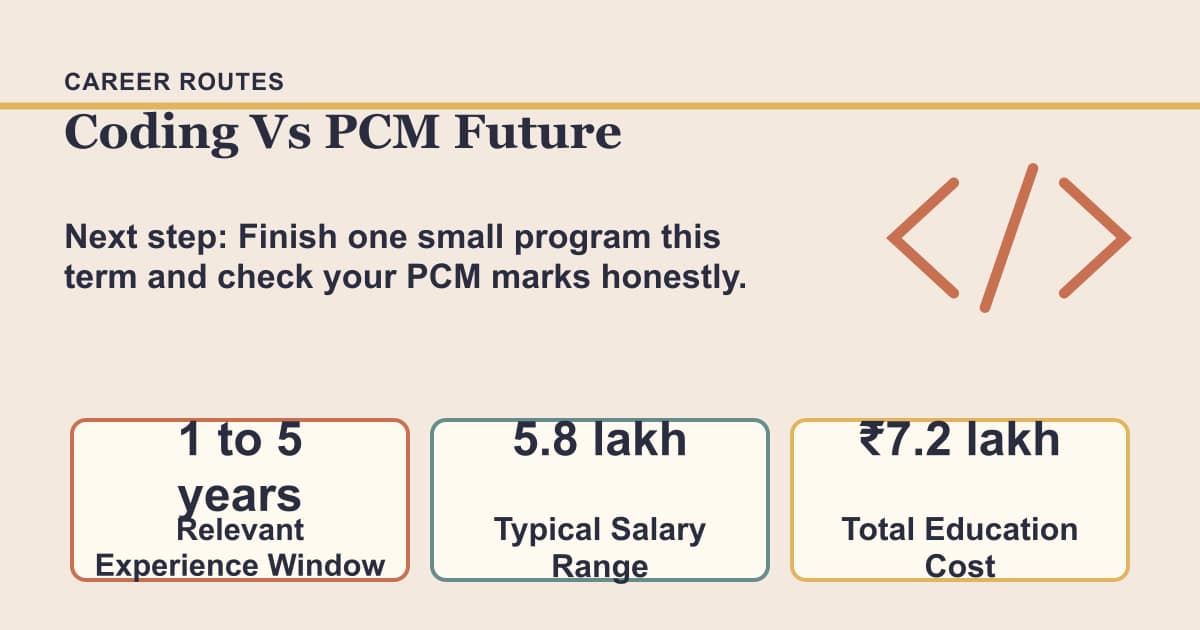 CAREER ROUTES
Coding Vs PCM Future
Next step: Finish one small program this
term and check your PCM marks honestly.
1 to 5
years
Relevant
Experience Window
5.8 lakh
Typical Salary
Range
₹7.2 lakh
Total Education
Cost